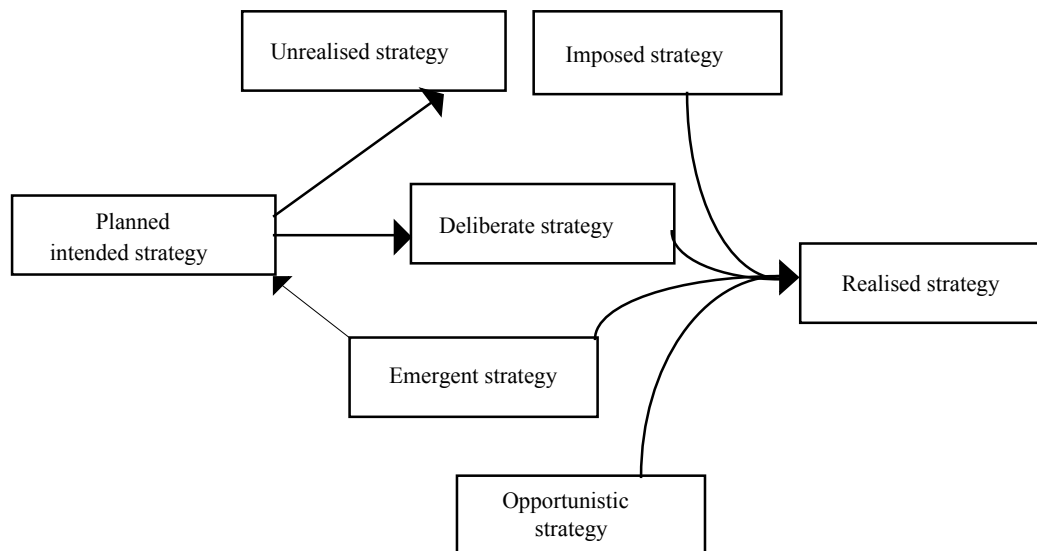 Unrealised strategy
Imposed strategy
Planned
intended strategy
Deliberate strategy
Realised strategy
Emergent strategy
Opportunistic
strategy